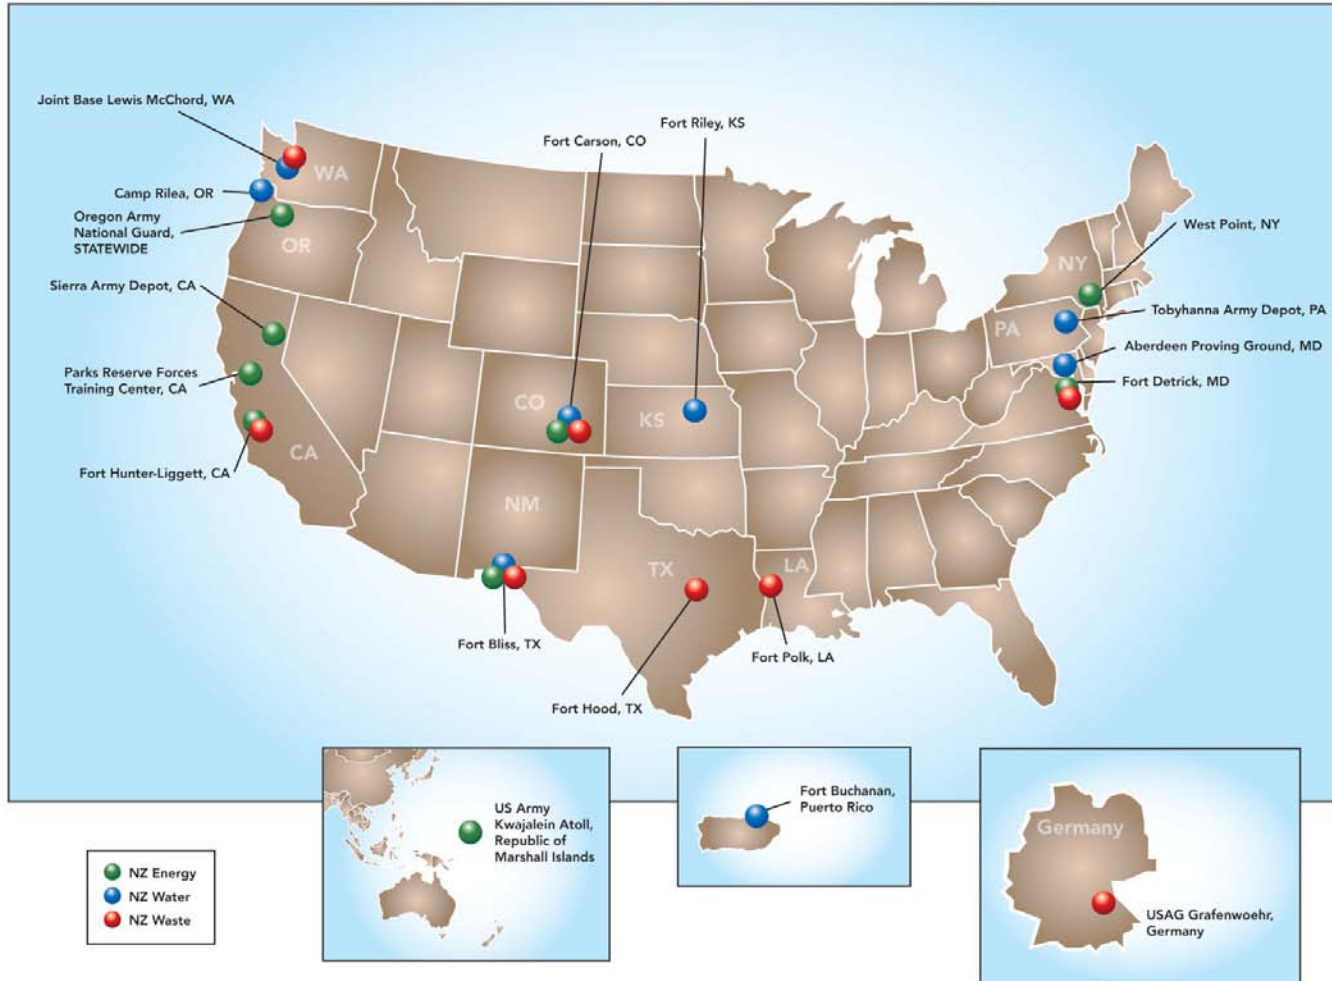 Joint Base Lewis McChord, WA
Camp Rilea, OR
Oregon Army
National Guard,
STATEWIDE
Sierra Army Depot, CA
Parks Reserve Forces
Training Center, CA
Fort Hunter-Liggett, CA
Fort Carson, CO
Fort Riley, KS
West Point, NY
Tobyhanna Army Depot, PA
Aberdeen Proving Ground, MD
Fort Detrick, MD
WA
OR
CA
CO
KS
NM
TX
LA
NY
PA
Fort Bliss, TX
Fort Hood, TX
Fort Polk, LA
US Army
Kwajalein Atoll,
Republic of
Marshall Islands
Fort Buchanan,
Puerto Rico
Germany
USAG Grafenwoehr,
Germany
NZ Energy
NZ Water
NZ Waste